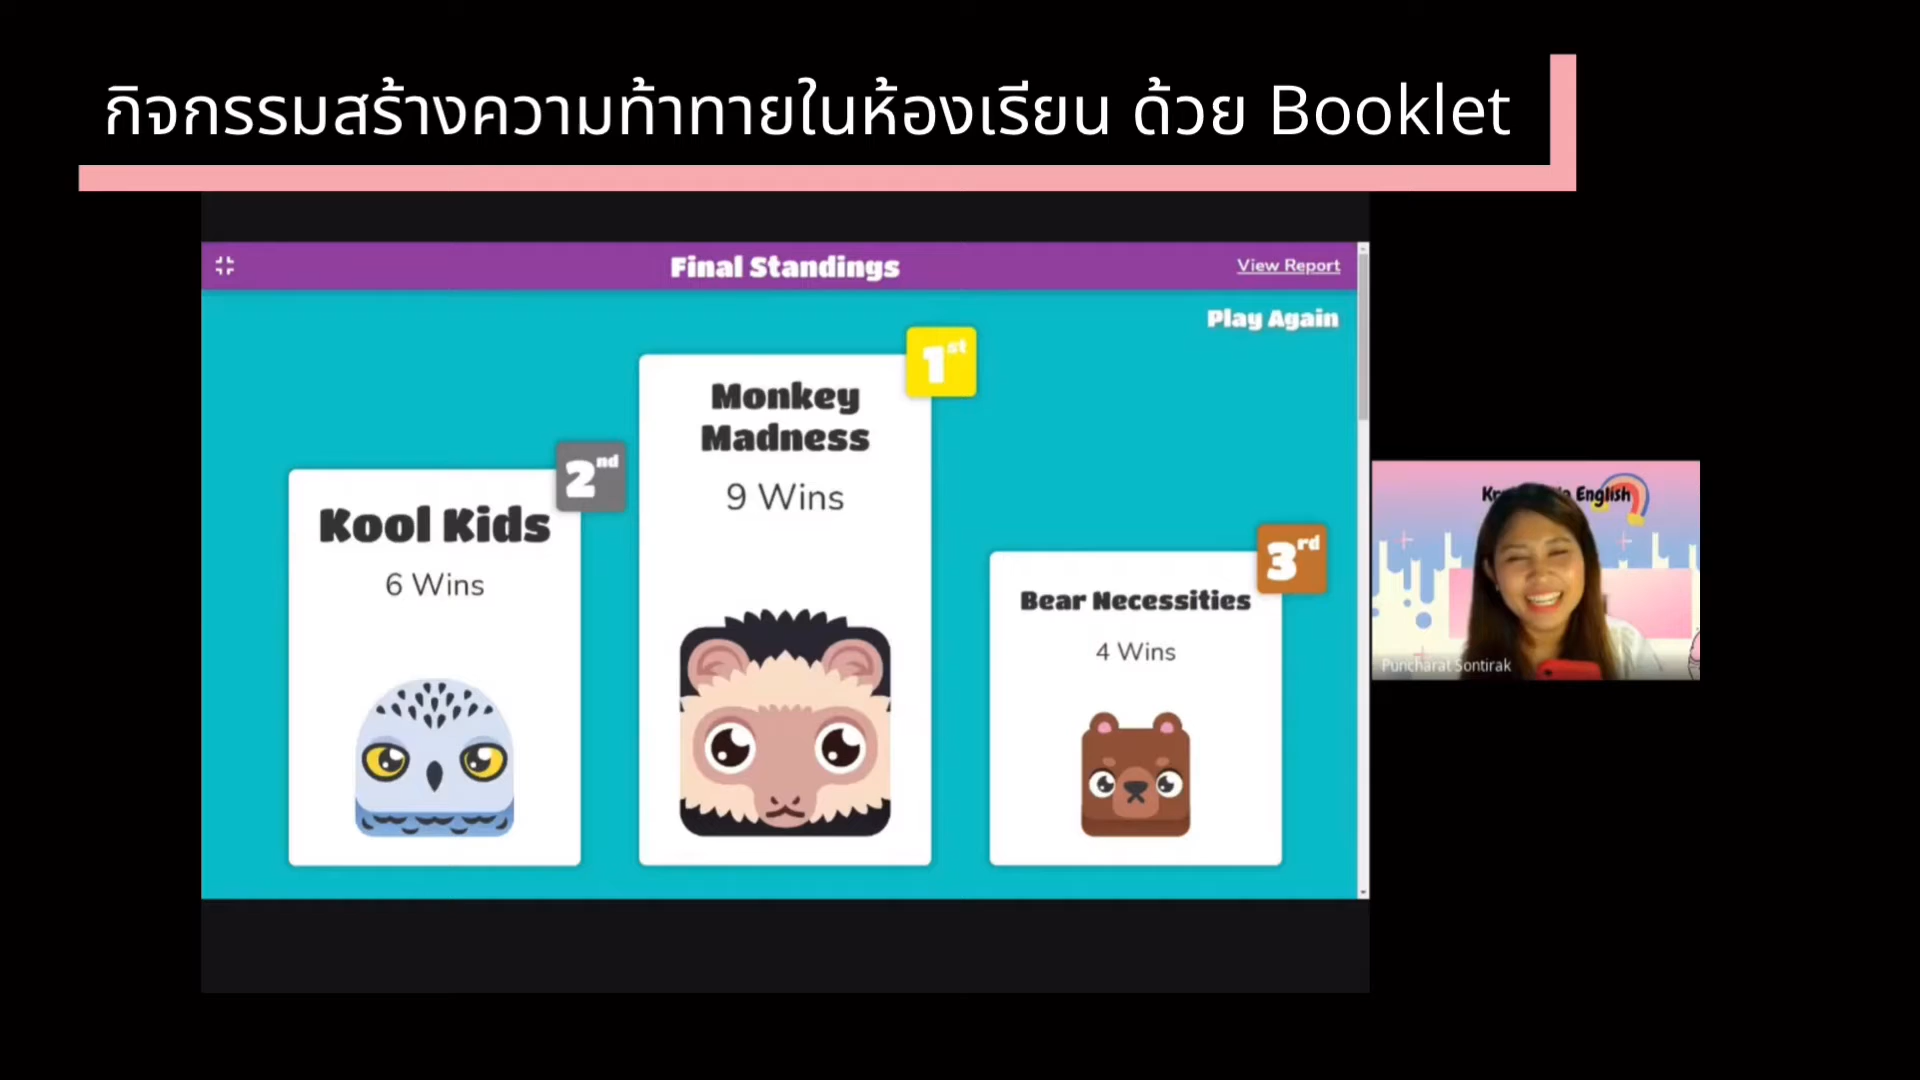 กิจกรรมสร้างความท้าทายในห้องเรียน ด้วย Booklet
Final Standings
View Report
Play Again
1st
Monkey
Madness
9 Wins
2nd
Kool Kids
6 Wins
3rd
Bear Necessities
4 Wins
English
Puncharat Sontirak